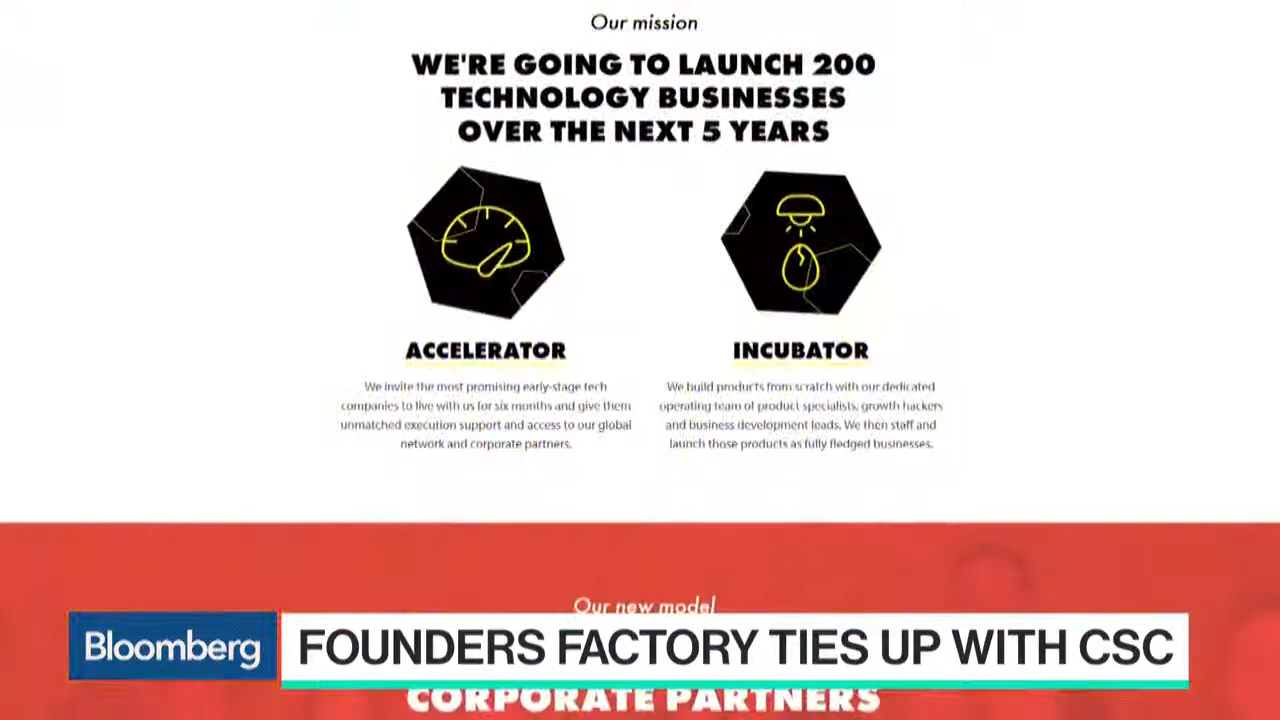 Our mission
WE'RE GOING TO LAUNCH 200
TECHNOLOGY BUSINESSES
OVER THE NEXT 5 YEARS
ACCELERATOR
INCUBATOR
We invite the most promising early-stage tech
companies to live with us for six months and give them
unmatched execution support and access to our global
network and corporate partners.
We build products from scratch with our dedicated
operating team of product specialists, growth hackers
and business development leads. We then staff and
launch those products as fully fledged businesses.
Our new model
Bloomberg
FOUNDERS FACTORY TIES UP WITH CSC
CORPORATE PARTNERS